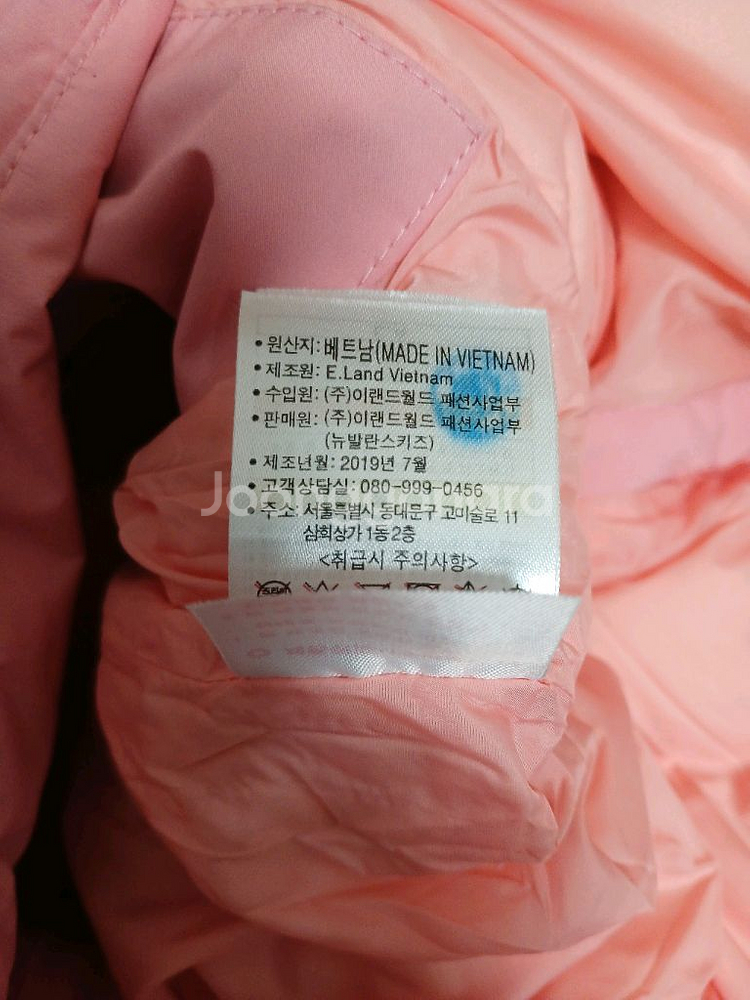 • 원산지: 베트남(MADE IN VIETNAM)
• 제조원: E.Land Vietnam
• 수입원: (주)이랜드월드 패션사업부
• 판매원: (주)이랜드월드 패션사업부
(뉴발란스키즈)
• 제조년월: 2019년 7월
• 고객상담실: 080-999-0456
• 주소: 서울특별시 동대문구 고미술로 11
삼희상가 1동 2층
<취급시 주의사항>